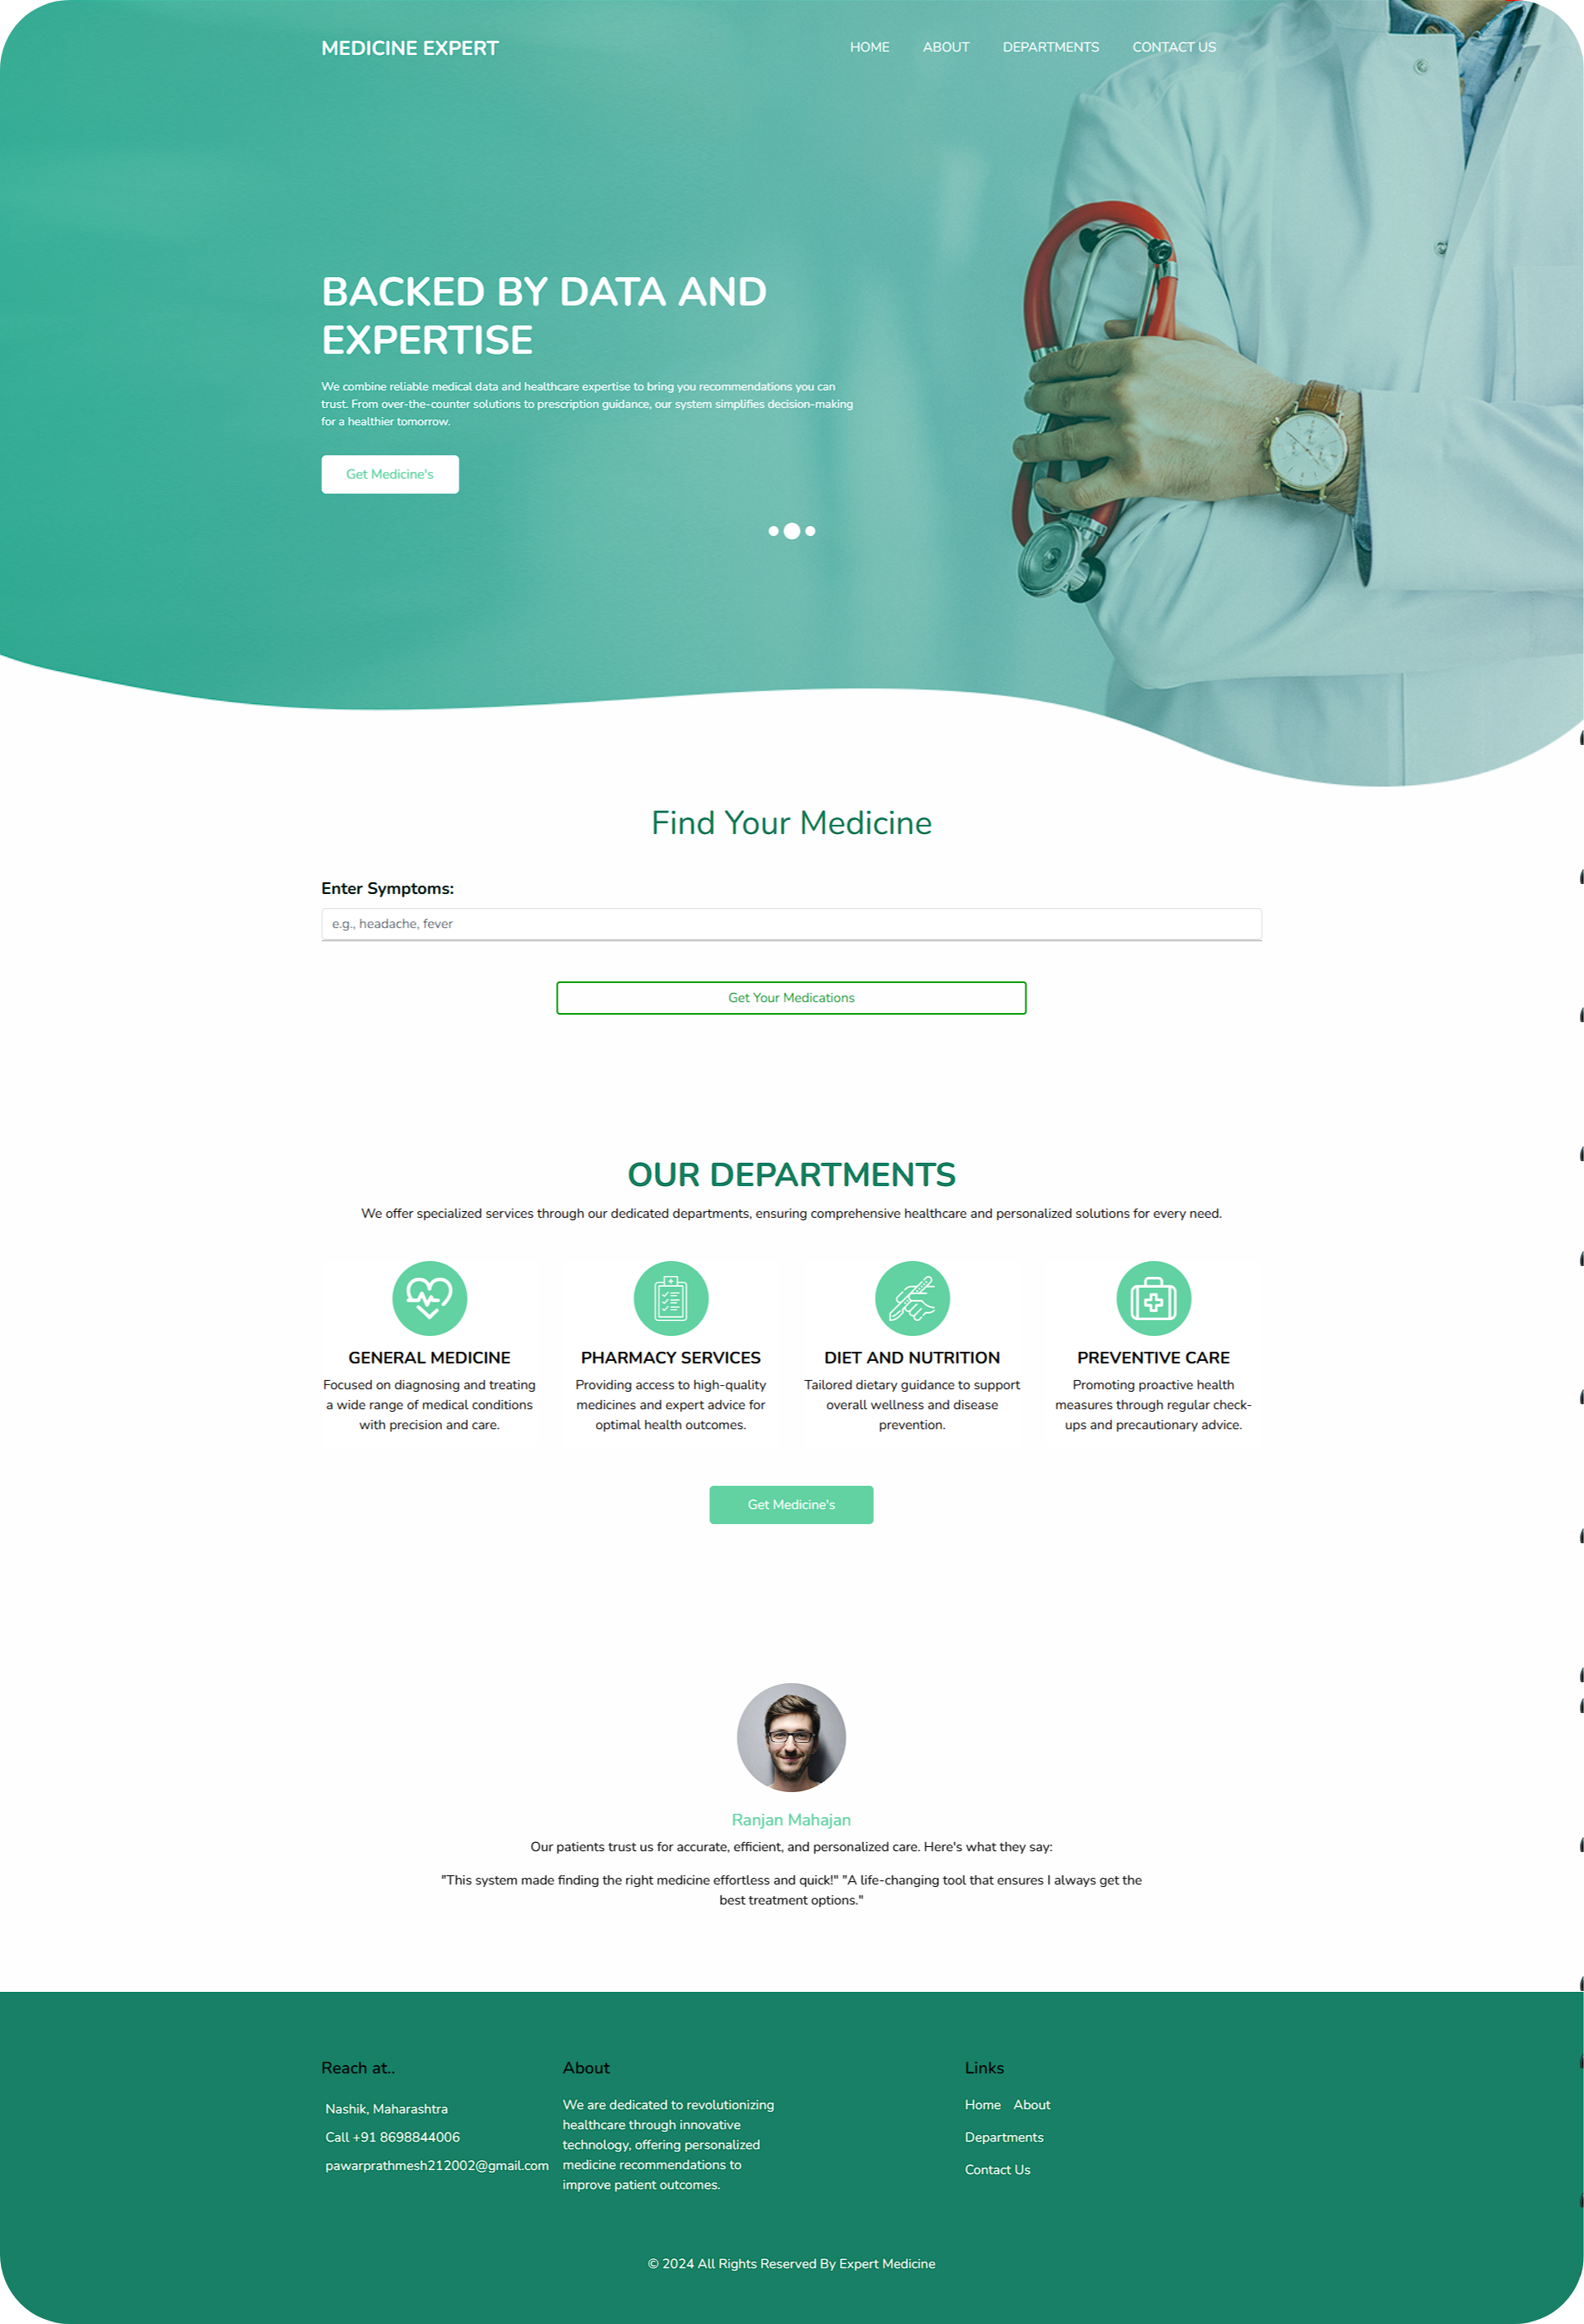 MEDICINE EXPERT
HOME ABOUT DEPARTMENTS CONTACT US
BACKED BY DATA AND
EXPERTISE
We combine reliable medical data and healthcare expertise to bring you recommendations you can
trust. From over-the-counter solutions to prescription guidance, our system simplifies decision-making
for a healthier tomorrow.
Get Medicine's
Find Your Medicine
Enter Symptoms:
e.g., headache, fever
Get Your Medications
OUR DEPARTMENTS
We offer specialized services through our dedicated departments, ensuring comprehensive healthcare and personalized solutions for every need.
GENERAL MEDICINE
Focused on diagnosing and treating
a wide range of medical conditions
with precision and care.
PHARMACY SERVICES
Providing access to high-quality
medicines and expert advice for
optimal health outcomes.
DIET AND NUTRITION
Tailored dietary guidance to support
overall wellness and disease
prevention.
PREVENTIVE CARE
Promoting proactive health
measures through regular check-
ups and precautionary advice.
Get Medicine's
Ranjan Mahajan
Our patients trust us for accurate, efficient, and personalized care. Here's what they say:
"This system made finding the right medicine effortless and quick!" "A life-changing tool that ensures I always get the
best treatment options."
Reach at..
Nashik, Maharashtra
Call +91 8698844006
pawarprathmesh212002@gmail.com
About
We are dedicated to revolutionizing
healthcare through innovative
technology, offering personalized
medicine recommendations to
improve patient outcomes.
Links
Home About
Departments
Contact Us
© 2024 All Rights Reserved By Expert Medicine